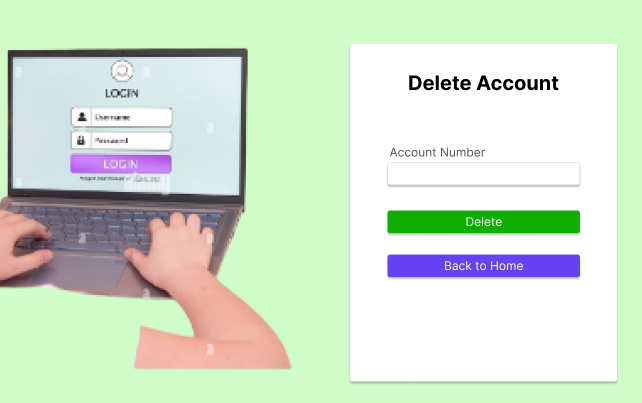 LOGIN
Username
Password
LOGIN
Delete Account
Account Number
Delete
Back to Home